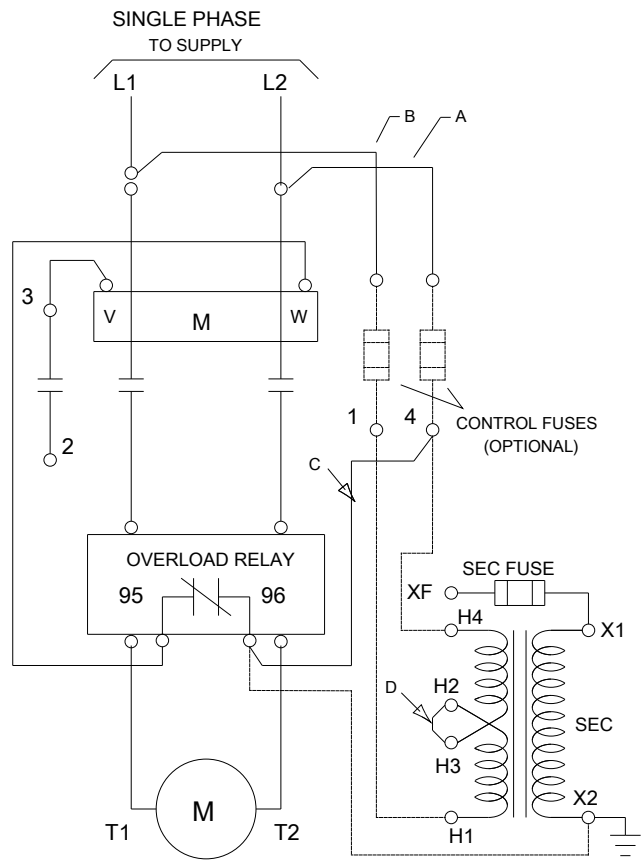 SINGLE PHASE
TO SUPPLY
L1 L2
B A
3
V M W
2
1 4
CONTROL FUSES
(OPTIONAL)
C
OVERLOAD RELAY
95 96
SEC FUSE
XF
H4 X1
D H2
SEC
H3
X2
H1
M
T1 T2